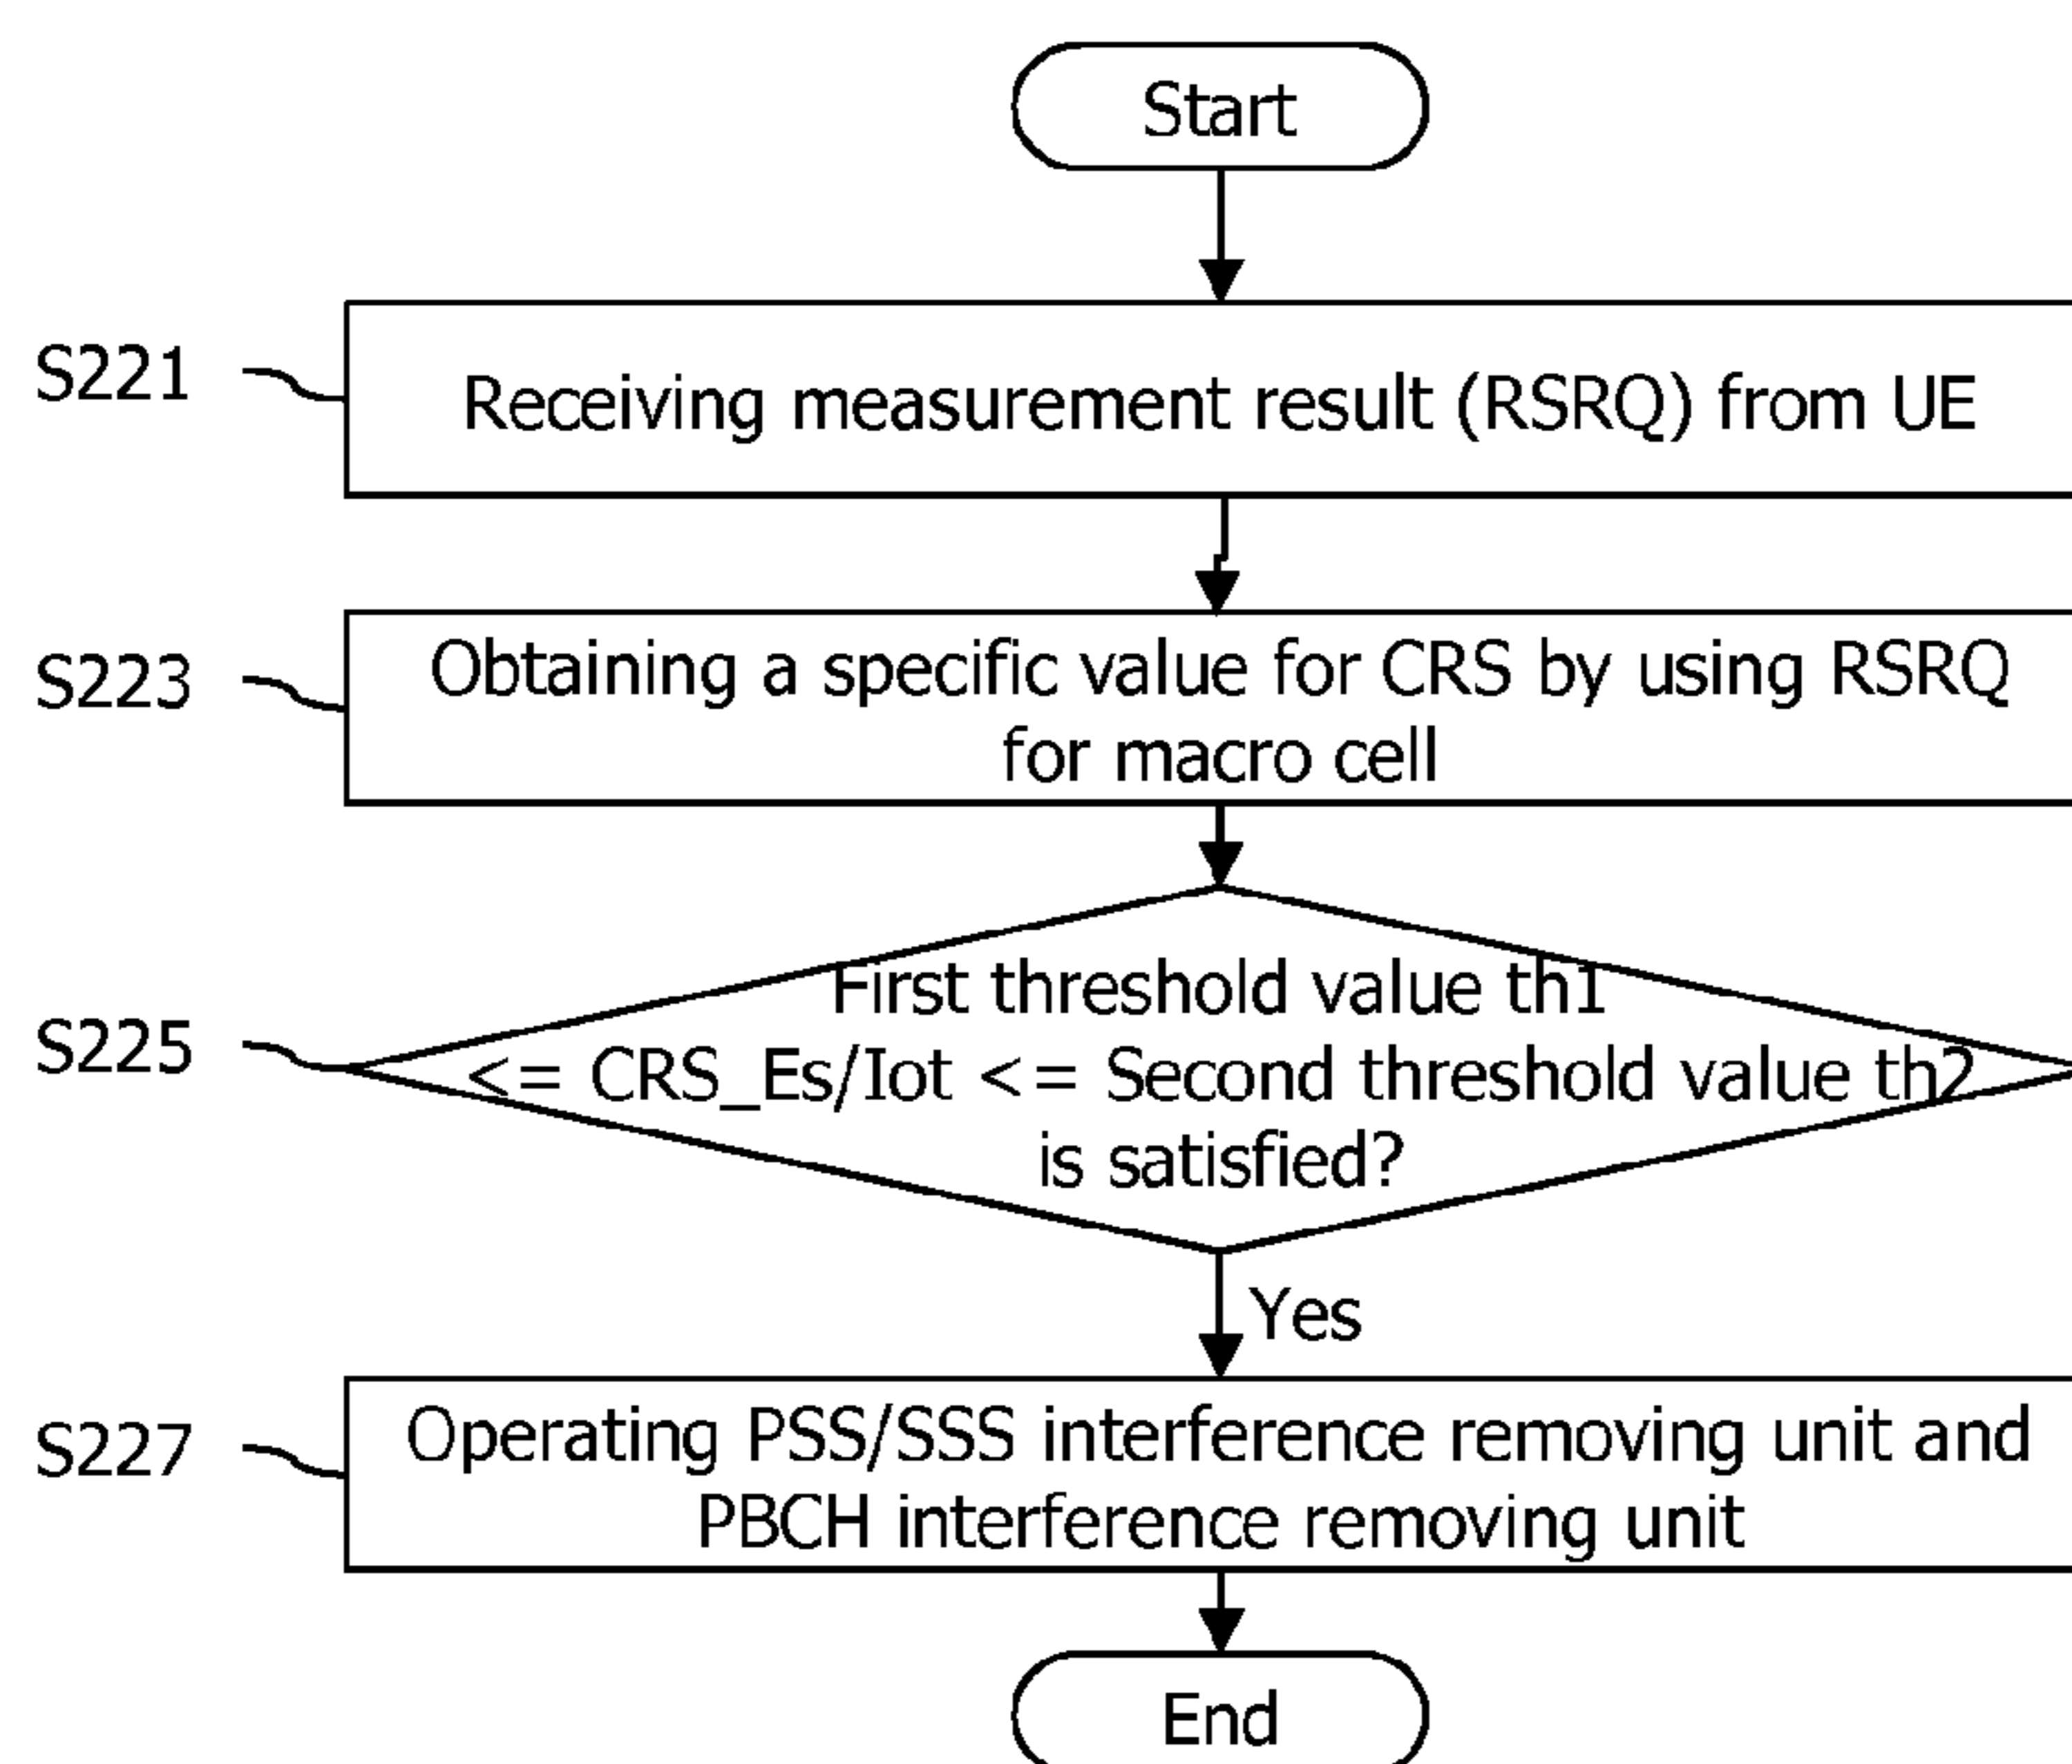 Start
S221
Receiving measurement result (RSRQ) from UE
S223
Obtaining a specific value for CRS by using RSRQ
for macro cell
First threshold value th1
S225
<= CRS_Es/Iot <= Second threshold value th2
is satisfied?
Yes
S227
Operating PSS/SSS interference removing unit and
PBCH interference removing unit
End